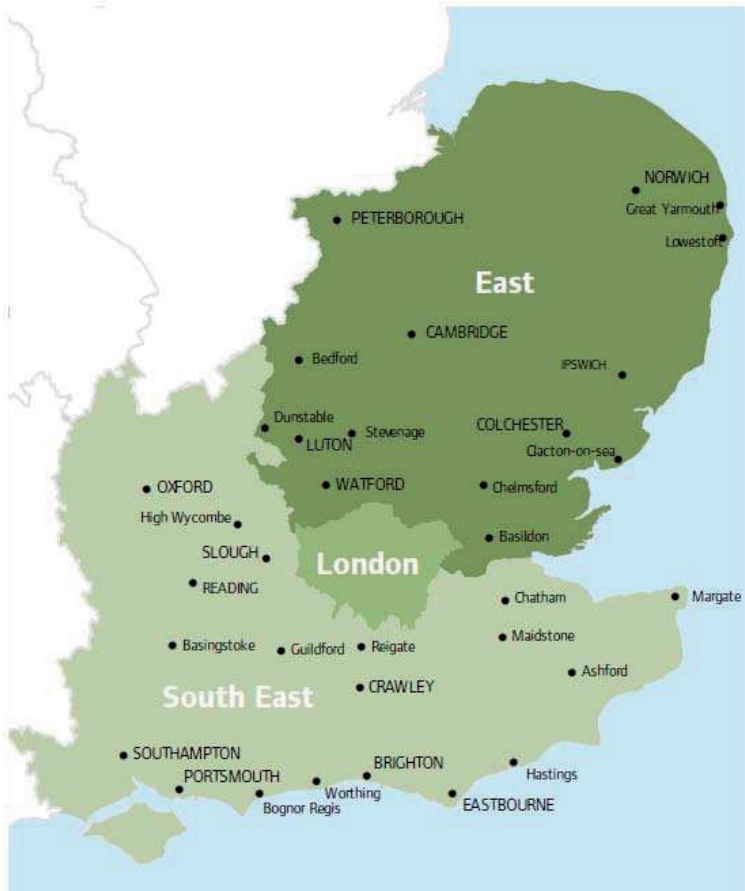 NORWICH
Great Yarmouth
PETERBOROUGH
Lowestoft
East
CAMBRIDGE
Bedford
IPSWICH
Dunstable
COLCHESTER
Stevenage
LUTON
Clacton-on-sea
OXFORD
WATFORD
Chelmsford
High Wycombe
Basildon
SLOUGH
London
READING
Chatham
Margate
Maidstone
Basingstoke
Guildford
Reigate
Ashford
CRAWLEY
South East
SOUTHAMPTON
BRIGHTON
Hastings
PORTSMOUTH
Worthing
Bognor Regis
EASTBOURNE